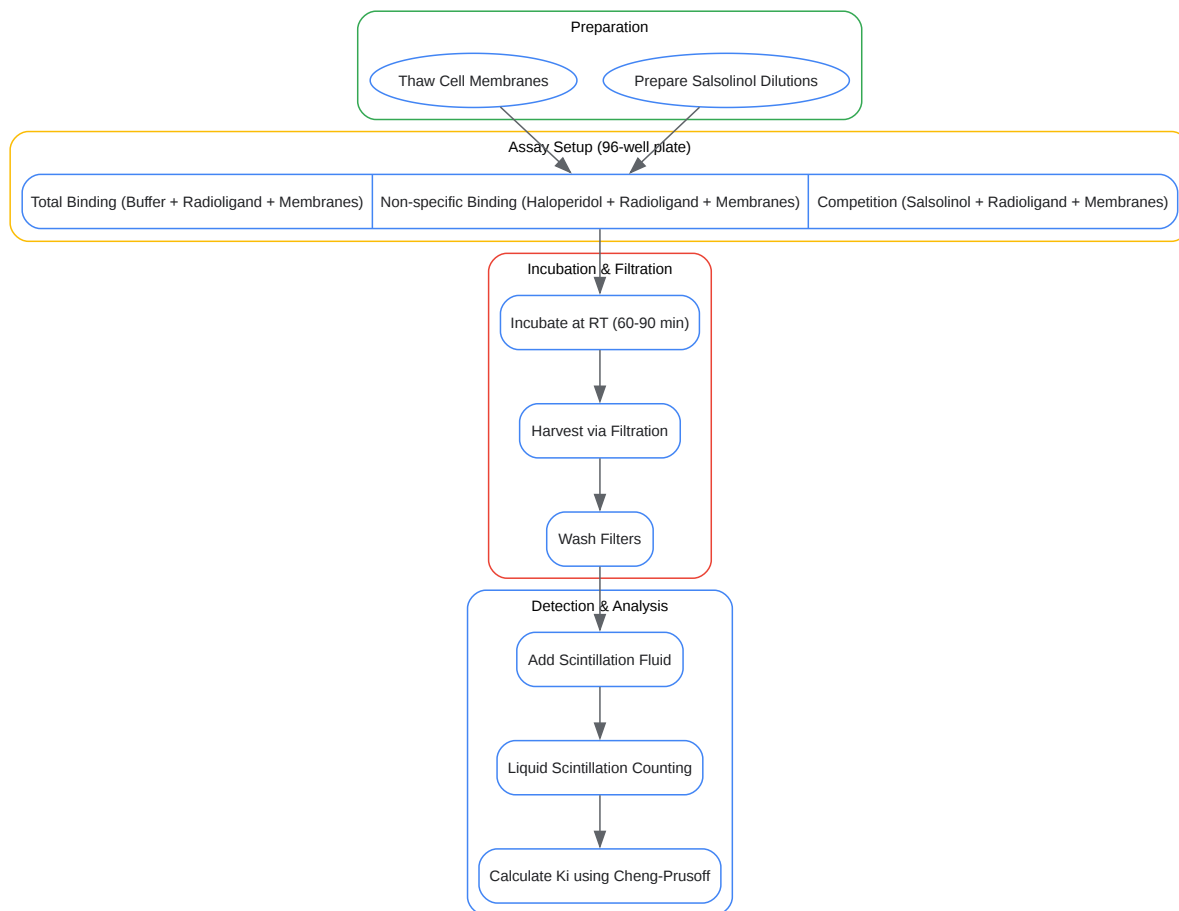 Preparation
Thaw Cell Membranes
Prepare Salsolinol Dilutions
Assay Setup (96-well plate)
Total Binding (Buffer + Radioligand + Membranes)
Non-specific Binding (Haloperidol + Radioligand + Membranes)
Competition (Salsolinol + Radioligand + Membranes)
Incubation & Filtration
Incubate at RT (60-90 min)
Harvest via Filtration
Wash Filters
Detection & Analysis
Add Scintillation Fluid
Liquid Scintillation Counting
Calculate Ki using Cheng-Prusoff